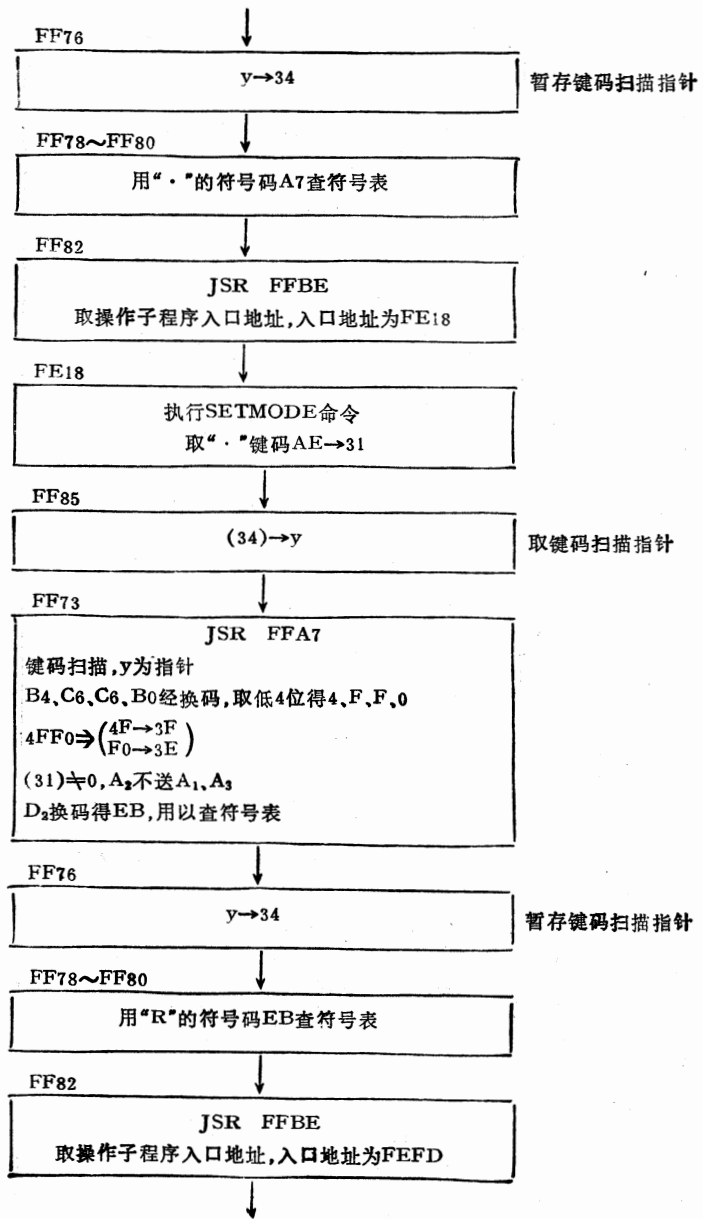 FF76
y→34
暂存键码扫描指针
FF78～FF80
用“·”的符号码A7查符号表
FF82
JSR FFBE
取操作子程序入口地址,入口地址为FE18
FE18
执行SETMODE命令
取“·”键码AE→31
FF85
(34)→y
取键码扫描指针
FF73
JSR FFA7
键码扫描,y为指针
B4、C6、C6、B0经换码,取低4位得4、F、F、0
4FF0⇒(4F→3F
F0→3E)
(31)≠0,A₂不送A₁、A₃
D₂换码得EB,用以查符号表
FF76
y→34
暂存键码扫描指针
FF78～FF80
用“R”的符号码EB查符号表
FF82
JSR FFBE
取操作子程序入口地址,入口地址为FEFD